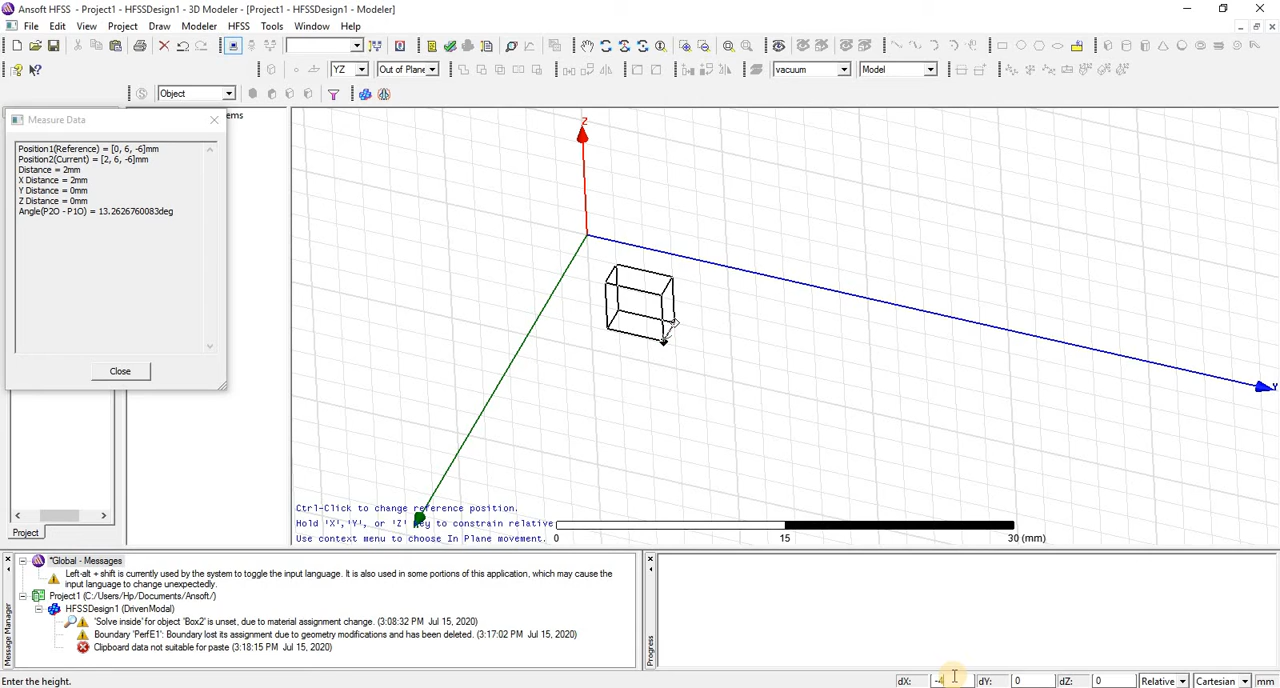 Ansoft HFSS - Project1 - HFSSDesign1 - 3D Modeler - [Project1 - HFSSDesign1 - Modeler]
File Edit View Project Draw Modeler HFSS Tools Window Help
YZ Out of Plane vacuum Model
Object
Measure Data
ems
Position1(Reference) = [0, 6, -6]mm
Position2(Current) = [2, 6, -6]mm
Distance = 2mm
X Distance = 2mm
Y Distance = 0mm
Z Distance = 0mm
Angle(P2O - P1O) = 13.2626760083deg
Close
Z
Y
Ctrl-Click to change reference position.
Hold 'X','Y', or 'Z' key to constrain relative
Use context menu to choose In Plane movement.
0 15 30 (mm)
Project
*Global - Messages
Left-alt + shift is currently used by the system to toggle the input language. It is also used in some portions of this application, which may cause the
input language to change unexpectedly.
Project1 (C:/Users/Hp/Documents/Ansoft/)
HFSSDesign1 (DrivenModal)
'Solve inside' for object 'Box2' is unset, due to material assignment change. (3:08:32 PM Jul 15, 2020)
Boundary 'PerfE1': Boundary lost its assignment due to geometry modifications and has been deleted. (3:17:02 PM Jul 15, 2020)
Clipboard data not suitable for paste (3:18:15 PM Jul 15, 2020)
Message Manager
Progress
Enter the height. dX: -4 dY: 0 dZ: 0 Relative Cartesian mm